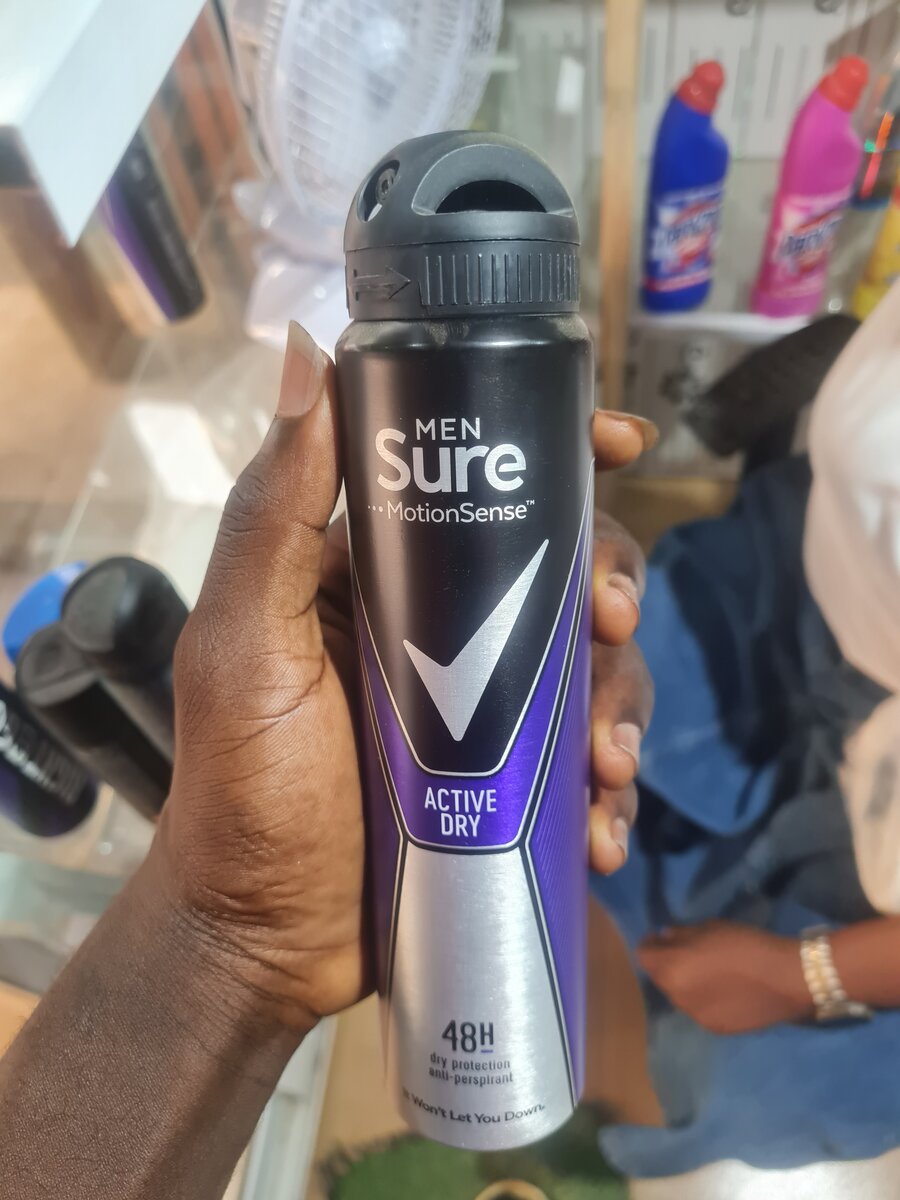 MEN
Sure
MotionSense™
ACTIVE
DRY
48H
dry protection
anti-perspirant
Won't Let You Down.